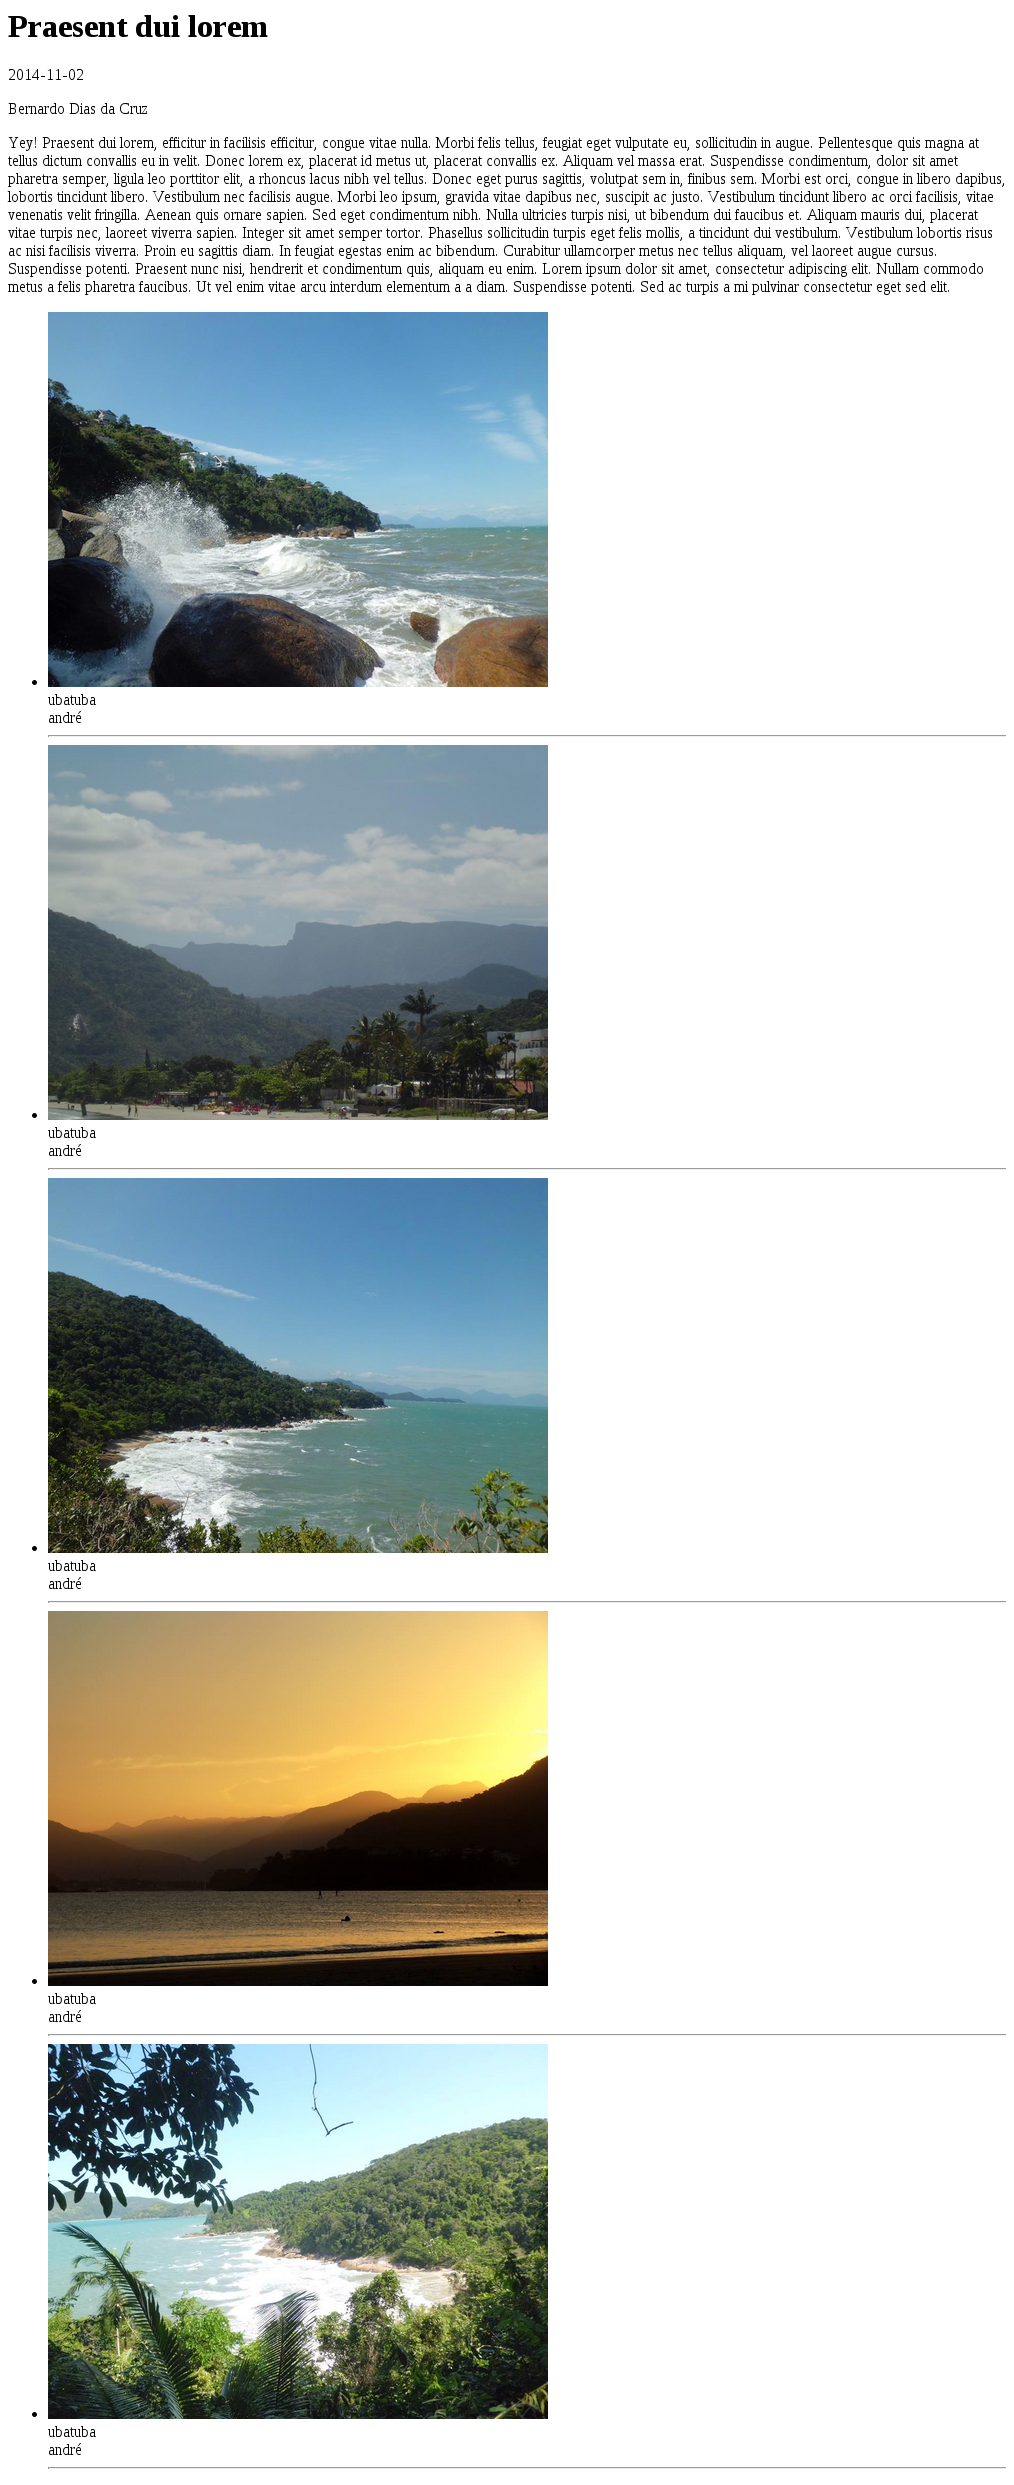 Praesent dui lorem
2014-11-02
Bernardo Dias da Cruz
Yey! Praesent dui lorem, efficitur in facilisis efficitur, congue vitae nulla. Morbi felis tellus, feugiat eget vulputate eu, sollicitudin in augue. Pellentesque quis magna at
tellus dictum convallis eu in velit. Donec lorem ex, placerat id metus ut, placerat convallis ex. Aliquam vel massa erat. Suspendisse condimentum, dolor sit amet
pharetra semper, ligula leo porttitor elit, a rhoncus lacus nibh vel tellus. Donec eget purus sagittis, volutpat sem in, finibus sem. Morbi est orci, congue in libero dapibus,
lobortis tincidunt libero. Vestibulum nec facilisis augue. Morbi leo ipsum, gravida vitae dapibus nec, suscipit ac justo. Vestibulum tincidunt libero ac orci facilisis, vitae
venenatis velit fringilla. Aenean quis ornare sapien. Sed eget condimentum nibh. Nulla ultricies turpis nisi, ut bibendum dui faucibus et. Aliquam mauris dui, placerat
vitae turpis nec, laoreet viverra sapien. Integer sit amet semper tortor. Phasellus sollicitudin turpis eget felis mollis, a tincidunt dui vestibulum. Vestibulum lobortis risus
ac nisi facilisis viverra. Proin eu sagittis diam. In feugiat egestas enim ac bibendum. Curabitur ullamcorper metus nec tellus aliquam, vel laoreet augue cursus.
Suspendisse potenti. Praesent nunc nisi, hendrerit et condimentum quis, aliquam eu enim. Lorem ipsum dolor sit amet, consectetur adipiscing elit. Nullam commodo
metus a felis pharetra faucibus. Ut vel enim vitae arcu interdum elementum a a diam. Suspendisse potenti. Sed ac turpis a mi pulvinar consectetur eget sed elit.
ubatuba
andré
ubatuba
andré
ubatuba
andré
ubatuba
andré
ubatuba
andré